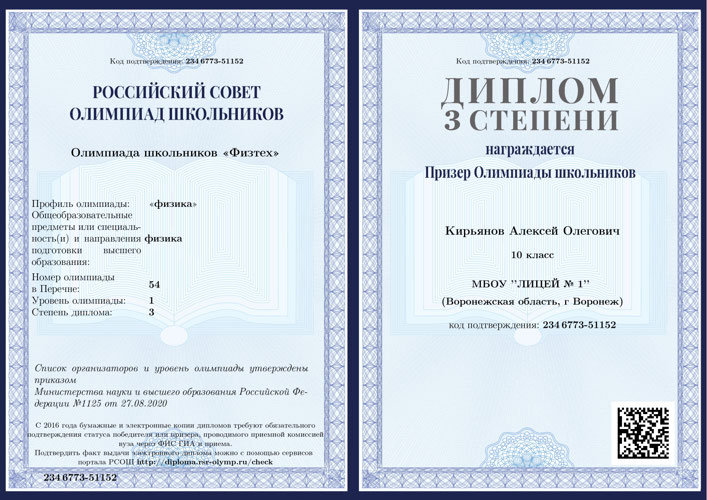 Код подтверждения: 234 6773-51152
РОССИЙСКИЙ СОВЕТ
ОЛИМПИАД ШКОЛЬНИКОВ
Олимпиада школьников «Физтех»
Профиль олимпиады: «физика»
Общеобразовательные
предметы или специаль-
ность(и) и направления физика
подготовки высшего
образования:
Номер олимпиады
в Перечне: 54
Уровень олимпиады: 1
Степень диплома: 3
Список организаторов и уровень олимпиады утверждены
приказом
Министерства науки и высшего образования Российской Фе-
дерации №1125 от 27.08.2020
С 2016 года бумажные и электронные копии дипломов требуют обязательного
подтверждения статуса победителя или призера, проводимого приемной комиссией
вуза через ФИС ГИА и приема.
Подтвердить факт выдачи электронного диплома можно с помощью сервисов
портала РСОШ http://diploma.rsr-olymp.ru/check
234 6773-51152
Код подтверждения: 234 6773-51152
ДИПЛОМ
3 СТЕПЕНИ
награждается
Призер Олимпиады школьников
Кирьянов Алексей Олегович
10 класс
МБОУ "ЛИЦЕЙ № 1"
(Воронежская область, г Воронеж)
код подтверждения: 234 6773-51152